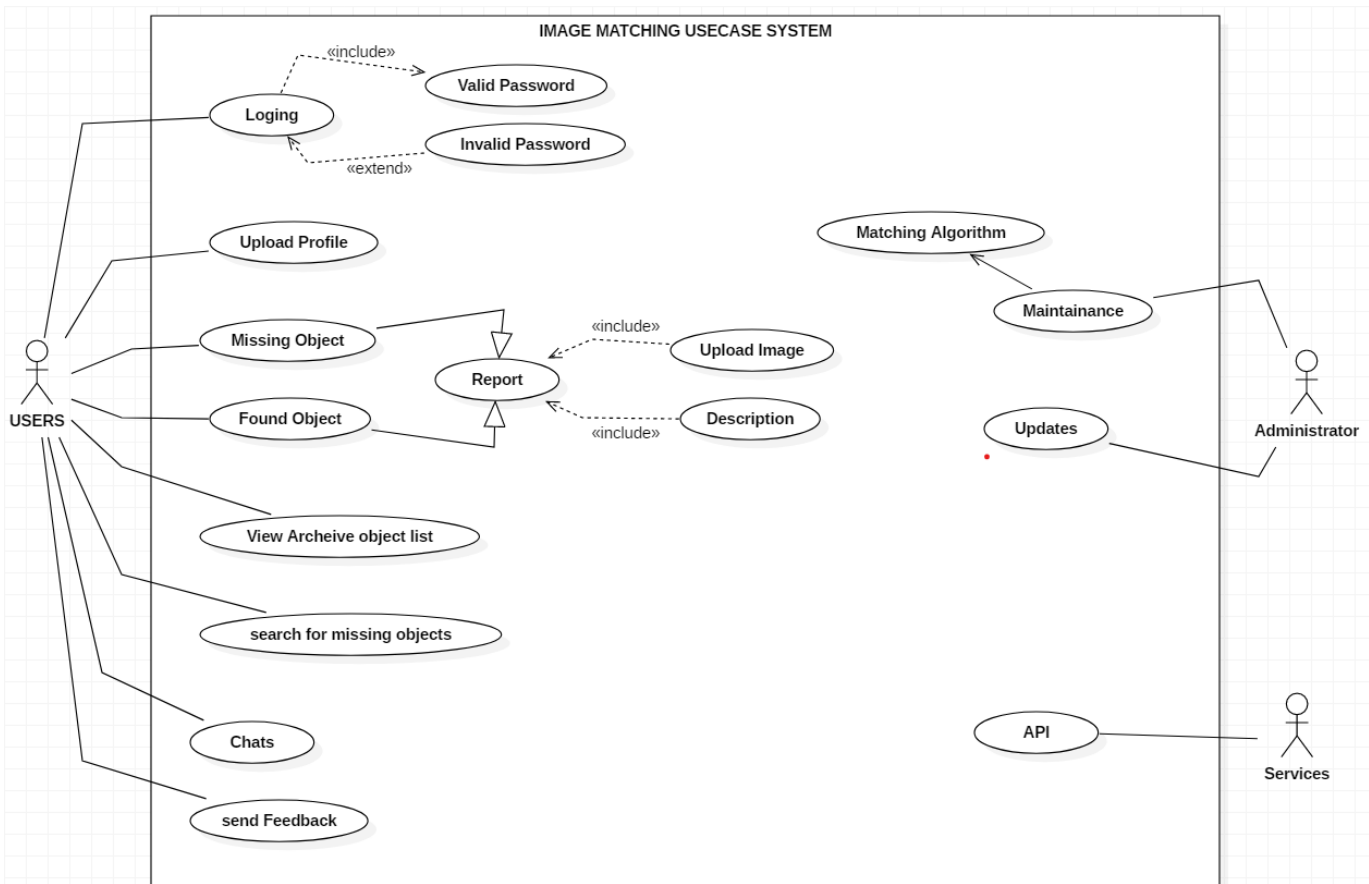 IMAGE MATCHING USECASE SYSTEM
«include»
Valid Password
Loging
Invalid Password
«extend»
Matching Algorithm
Upload Profile
Maintainance
«include»
Missing Object
Upload Image
Report
Found Object
Description
«include»
USERS
Updates
Administrator
View Archeive object list
search for missing objects
Chats
API
Services
send Feedback